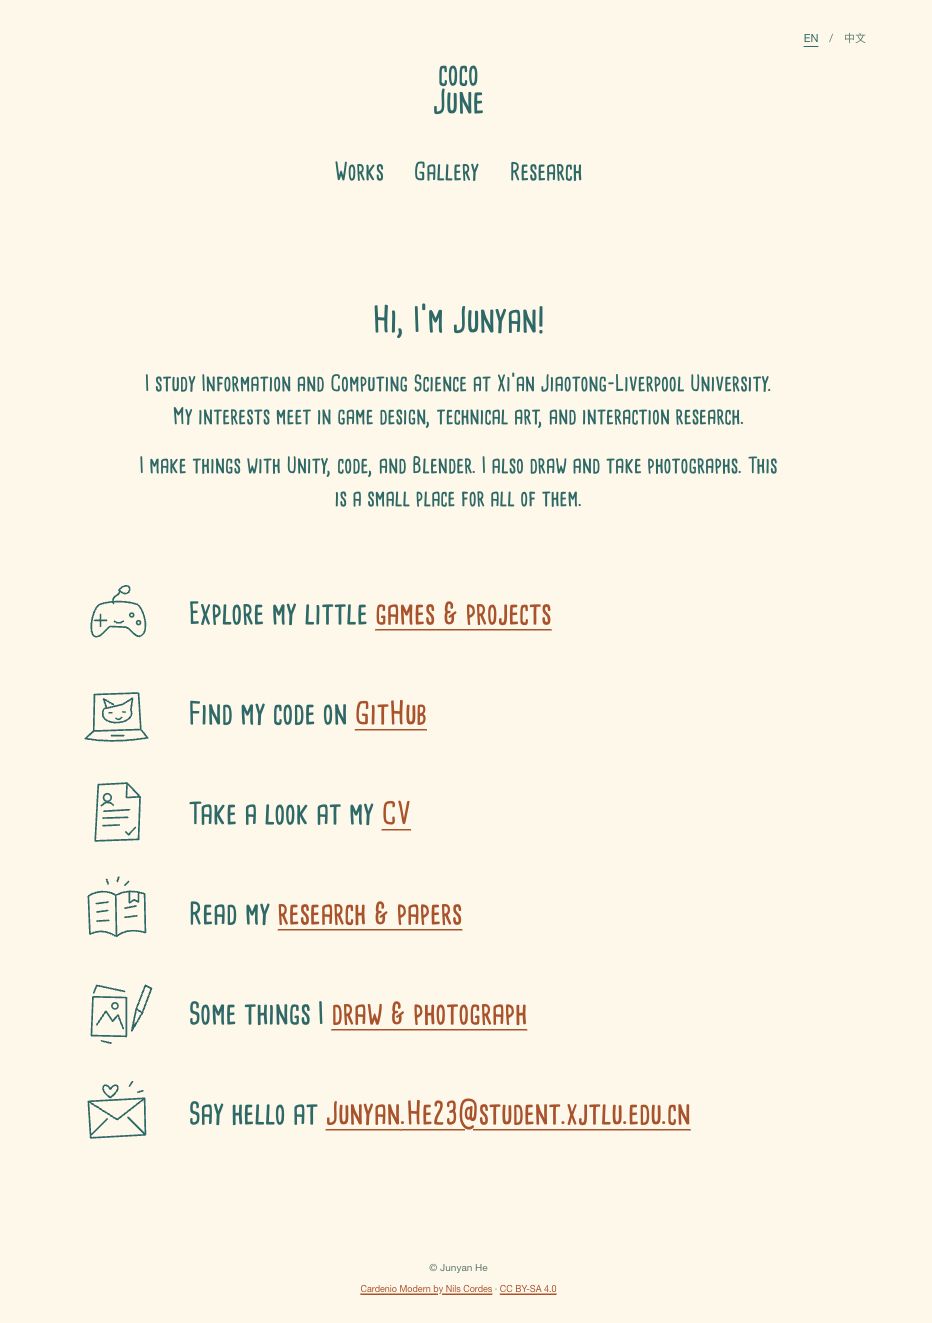 EN / 中文
COCO
JUNE
Works Gallery Research
Hi, I'm Junyan!
I study Information and Computing Science at Xi'an Jiaotong-Liverpool University.
My interests meet in game design, technical art, and interaction research.
I make things with Unity, code, and Blender. I also draw and take photographs. This
is a small place for all of them.
Explore my little games & projects
Find my code on GitHub
Take a look at my CV
Read my research & papers
Some things I draw & photograph
Say hello at Junyan.He23@student.xjtlu.edu.cn
© Junyan He
Cardenio Modern by Nils Cordes · CC BY-SA 4.0